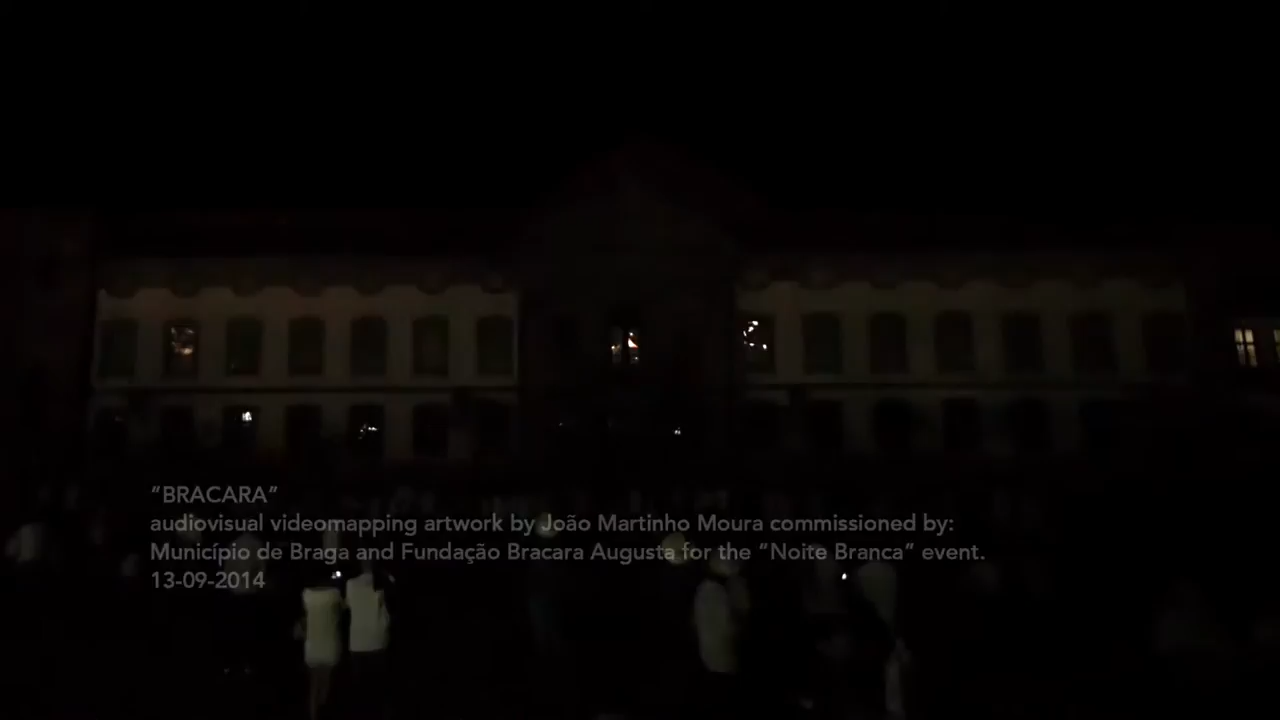 “BRACARA”
audiovisual videomapping artwork by João Martinho Moura commissioned by:
Município de Braga and Fundação Bracara Augusta for the “Noite Branca” event.
13-09-2014